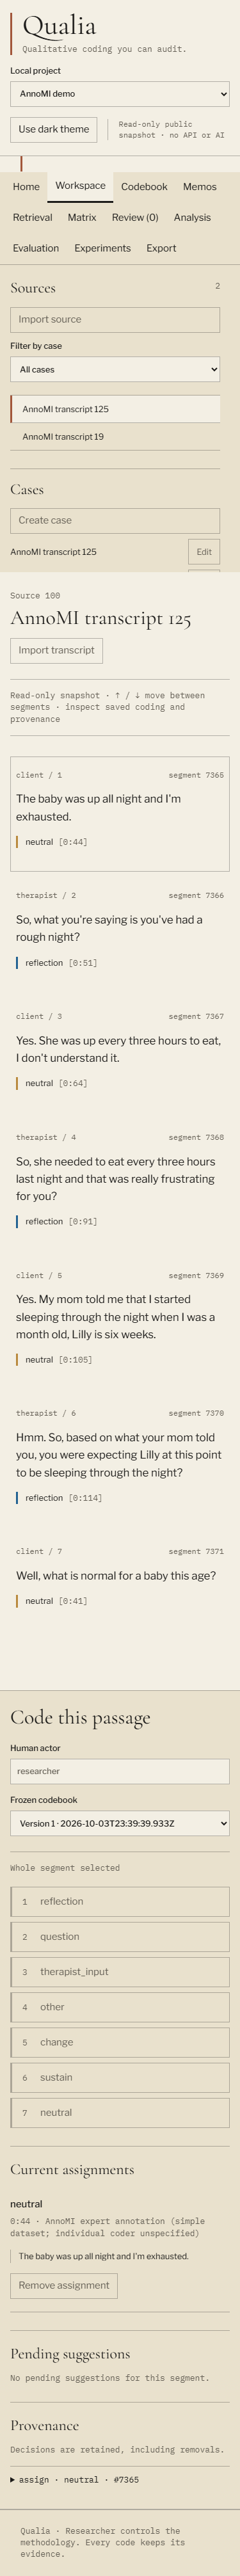 Qualia
Qualitative coding you can audit.
Local project
AnnoMI demo
Use dark theme
Read-only public
snapshot · no API or AI
Home Workspace Codebook Memos
Retrieval Matrix Review (0) Analysis
Evaluation Experiments Export
Sources 2
Import source
Filter by case
All cases
AnnoMI transcript 125
AnnoMI transcript 19
Cases
Create case
AnnoMI transcript 125 Edit
Source 100
AnnoMI transcript 125
Import transcript
Read-only snapshot · ↑ / ↓ move between
segments · inspect saved coding and
provenance
client / 1 segment 7365
The baby was up all night and I'm
exhausted.
neutral [0:44]
therapist / 2 segment 7366
So, what you're saying is you've had a
rough night?
reflection [0:51]
client / 3 segment 7367
Yes. She was up every three hours to eat,
I don't understand it.
neutral [0:64]
therapist / 4 segment 7368
So, she needed to eat every three hours
last night and that was really frustrating
for you?
reflection [0:91]
client / 5 segment 7369
Yes. My mom told me that I started
sleeping through the night when I was a
month old, Lilly is six weeks.
neutral [0:105]
therapist / 6 segment 7370
Hmm. So, based on what your mom told
you, you were expecting Lilly at this point
to be sleeping through the night?
reflection [0:114]
client / 7 segment 7371
Well, what is normal for a baby this age?
neutral [0:41]
Code this passage
Human actor
researcher
Frozen codebook
Version 1 · 2026-10-03T23:39:39.933Z
Whole segment selected
1 reflection
2 question
3 therapist_input
4 other
5 change
6 sustain
7 neutral
Current assignments
neutral
0:44 · AnnoMI expert annotation (simple
dataset; individual coder unspecified)
The baby was up all night and I'm exhausted.
Remove assignment
Pending suggestions
No pending suggestions for this segment.
Provenance
Decisions are retained, including removals.
▶ assign · neutral · #7365
Qualia · Researcher controls the
methodology. Every code keeps its
evidence.